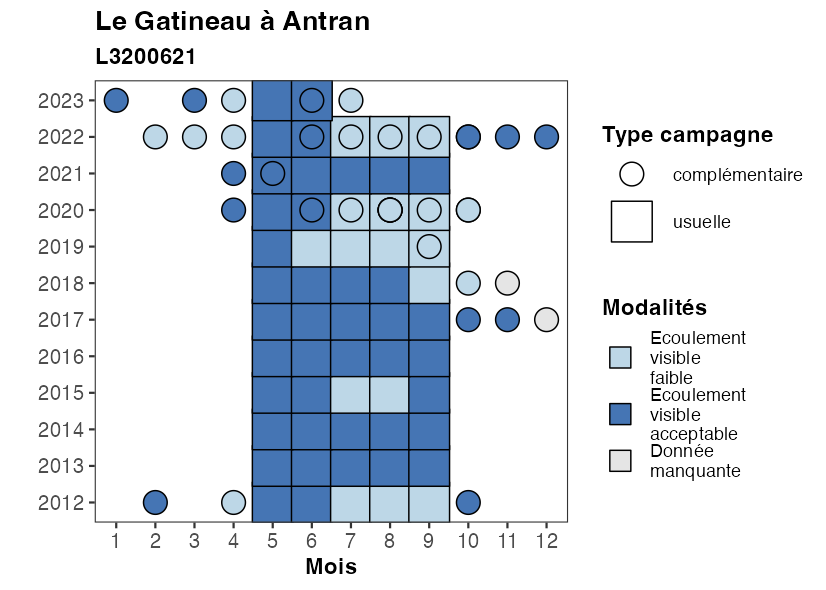 Le Gatineau à Antran
L3200621
2023
2022
2021
2020
2019
2018
2017
2016
2015
2014
2013
2012
1 2 3 4 5 6 7 8 9 10 11 12
Mois
Type campagne
complémentaire
usuelle
Modalités
Ecoulement
visible
faible
Ecoulement
visible
acceptable
Donnée
manquante